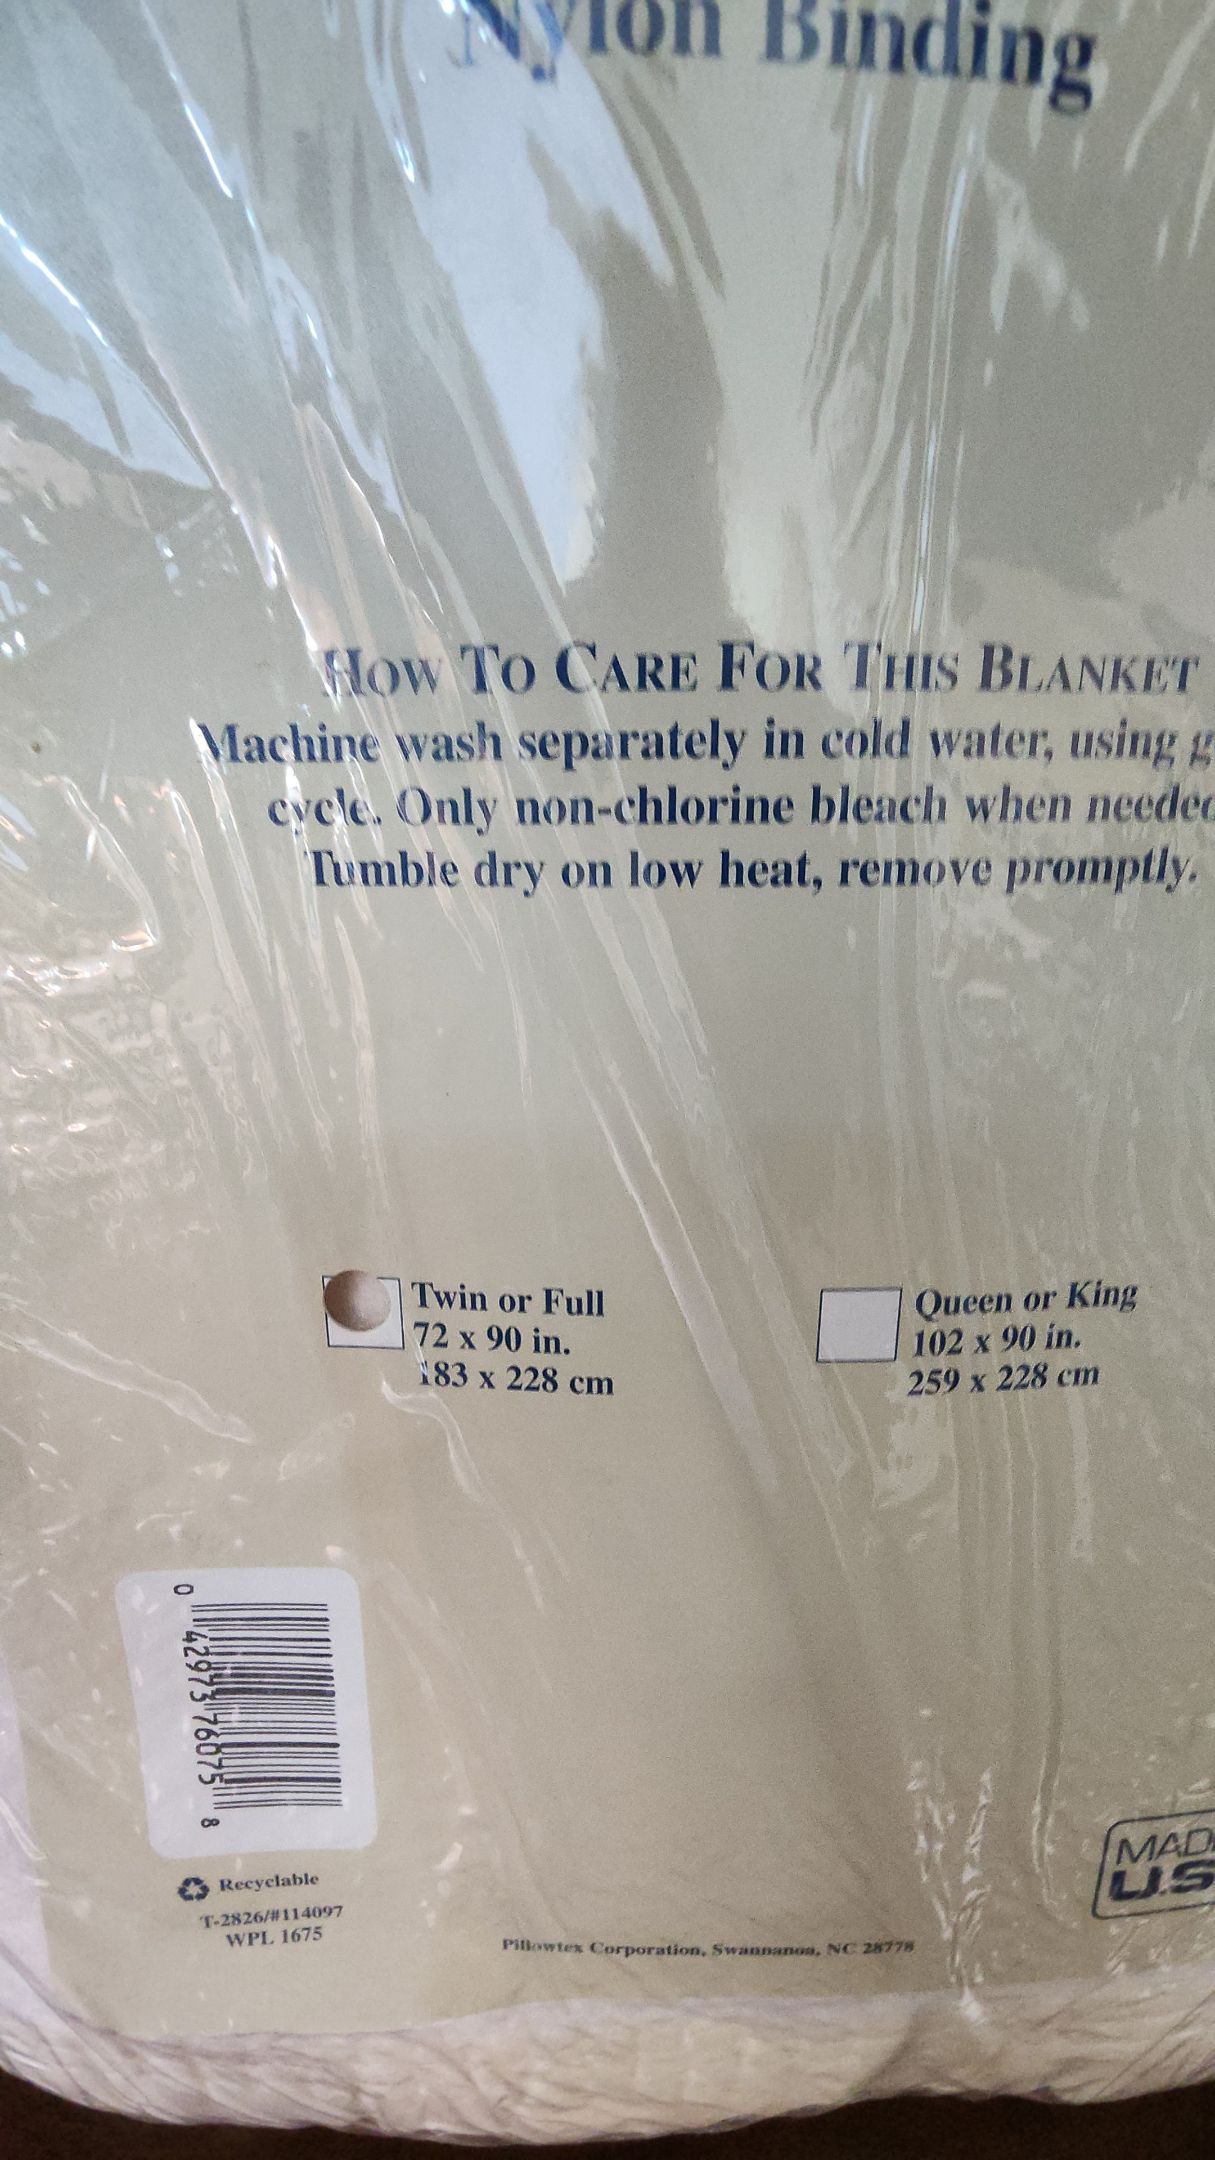 Nylon Binding
HOW TO CARE FOR THIS BLANKET
Machine wash separately in cold water, using g
cycle. Only non-chlorine bleach when needed
Tumble dry on low heat, remove promptly.
Twin or Full
72 x 90 in.
183 x 228 cm
Queen or King
102 x 90 in.
259 x 228 cm
0 42973 76075 8
Recyclable
T-2826/#114097
WPL 1675
Pillowtex Corporation, Swannanoa, NC 28778
MAD
U.S